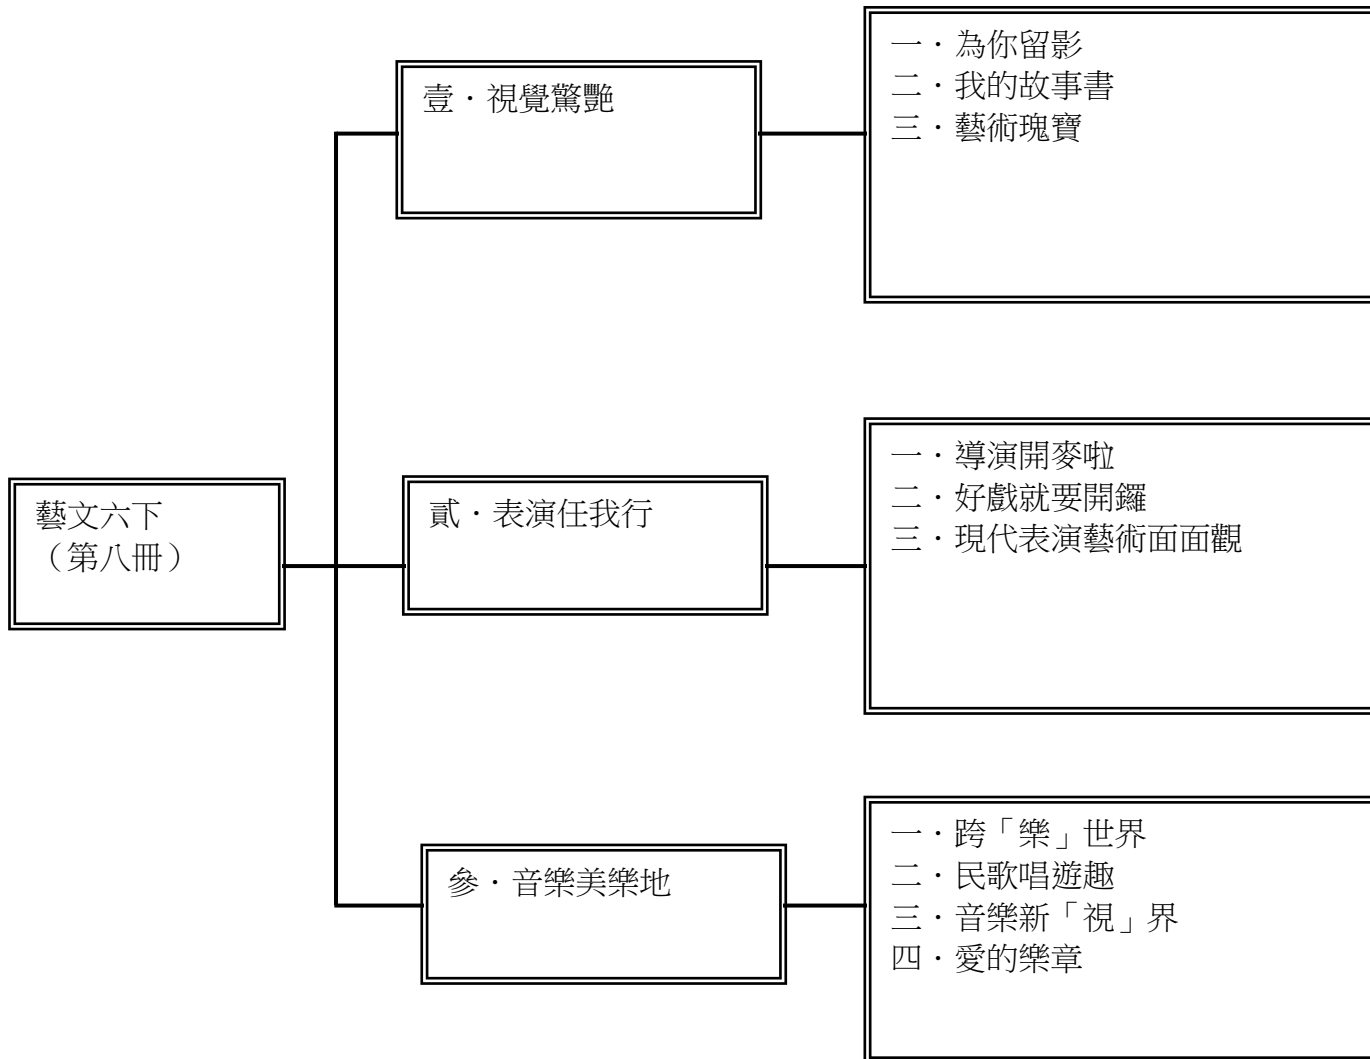 藝文六下
（第八冊）
壹．視覺驚艷
一．為你留影
二．我的故事書
三．藝術瑰寶
貳．表演任我行
一．導演開麥啦
二．好戲就要開鑼
三．現代表演藝術面面觀
參．音樂美樂地
一．跨「樂」世界
二．民歌唱遊趣
三．音樂新「視」界
四．愛的樂章